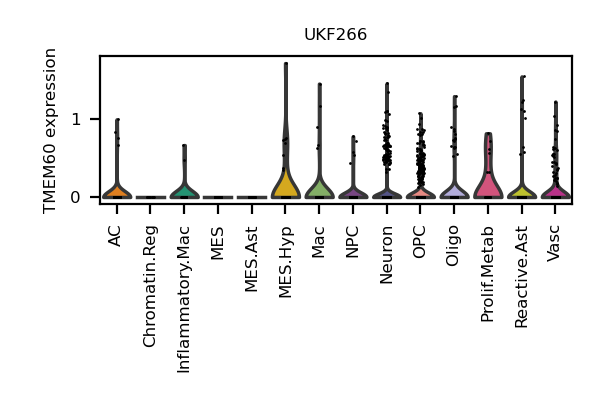 UKF266
TMEM60 expression
1
0
AC
Chromatin.Reg
Inflammatory.Mac
MES
MES.Ast
MES.Hyp
Mac
NPC
Neuron
OPC
Oligo
Prolif.Metab
Reactive.Ast
Vasc